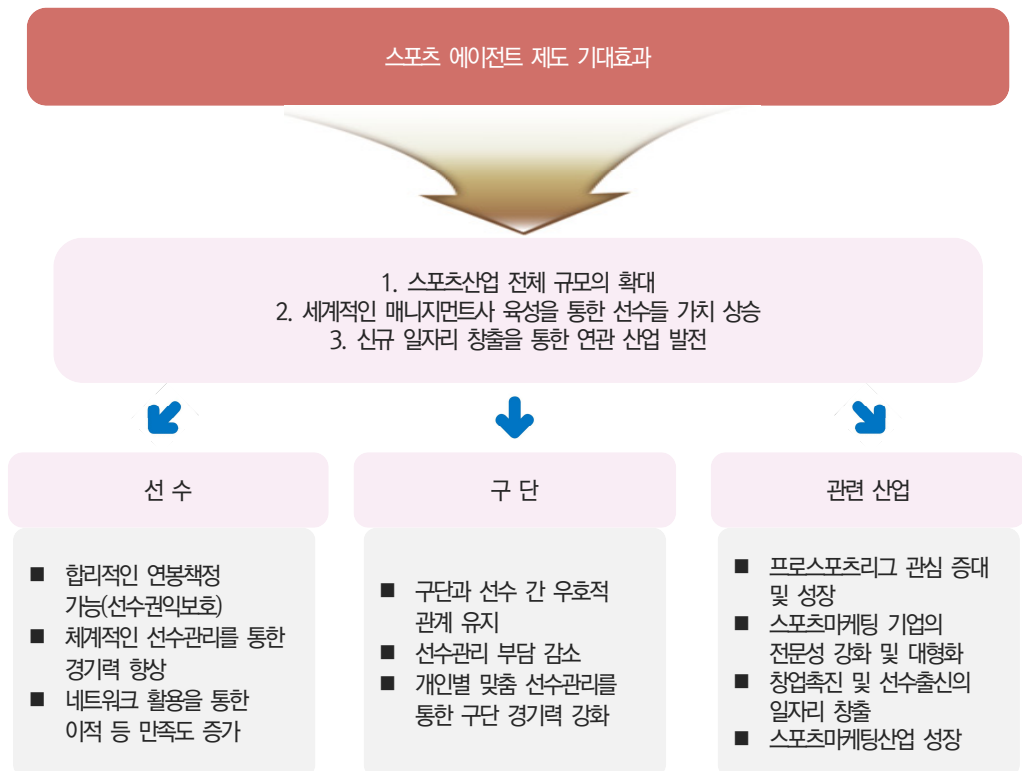 스포츠 에이전트 제도 기대효과
1. 스포츠산업 전체 규모의 확대
2. 세계적인 매니지먼트사 육성을 통한 선수들 가치 상승
3. 신규 일자리 창출을 통한 연관 산업 발전
선 수
■ 합리적인 연봉책정
가능(선수권익보호)
■ 체계적인 선수관리를 통한
경기력 향상
■ 네트워크 활용을 통한
이적 등 만족도 증가
구 단
■ 구단과 선수 간 우호적
관계 유지
■ 선수관리 부담 감소
■ 개인별 맞춤 선수관리를
통한 구단 경기력 강화
관련 산업
■ 프로스포츠리그 관심 증대
및 성장
■ 스포츠마케팅 기업의
전문성 강화 및 대형화
■ 창업촉진 및 선수출신의
일자리 창출
■ 스포츠마케팅산업 성장